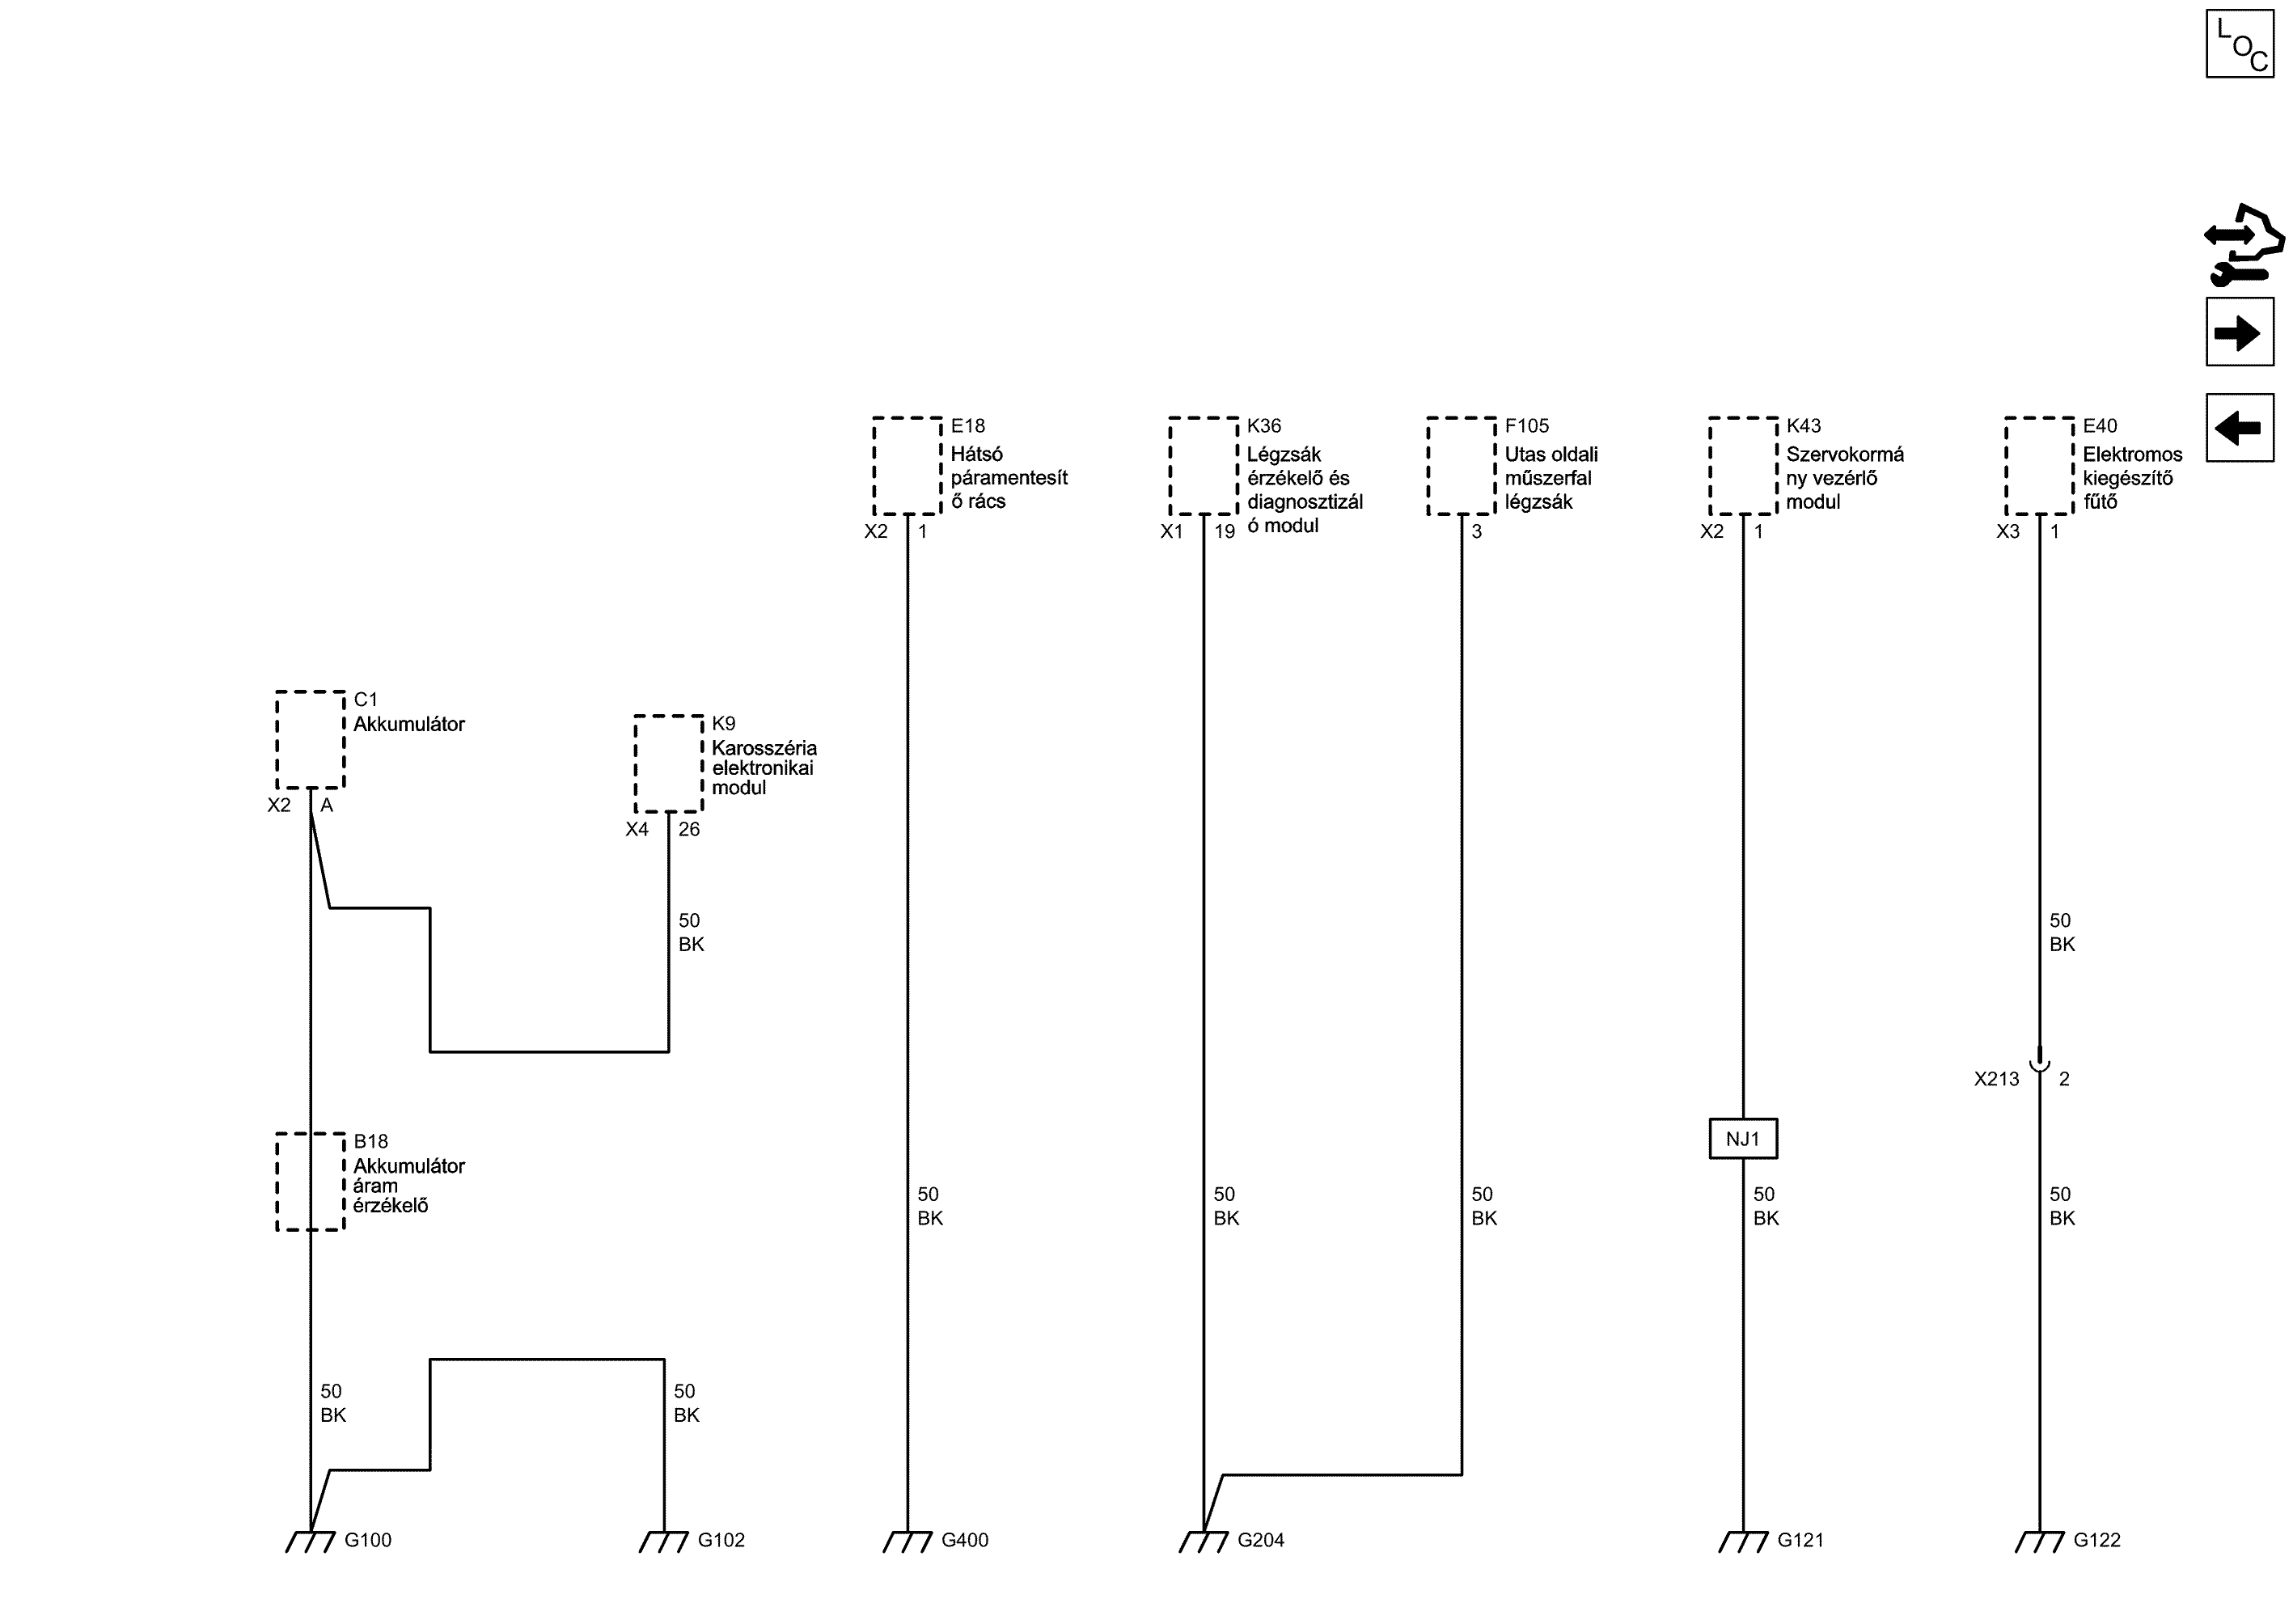 LOC
E18
Hátsó
páramentesít
ő rács
X2 1
K36
Légzsák
érzékelő és
diagnosztizál
ó modul
X1 19
F105
Utas oldali
műszerfal
légzsák
3
K43
Szervokormá
ny vezérlő
modul
X2 1
E40
Elektromos
kiegészítő
fűtő
X3 1
C1
Akkumulátor
X2 A
K9
Karosszéria
elektronikai
modul
X4 26
50
BK
50
BK
X213 2
NJ1
B18
Akkumulátor
áram
érzékelő
50
BK
50
BK
50
BK
50
BK
50
BK
50
BK
50
BK
G100
G102
G400
G204
G121
G122